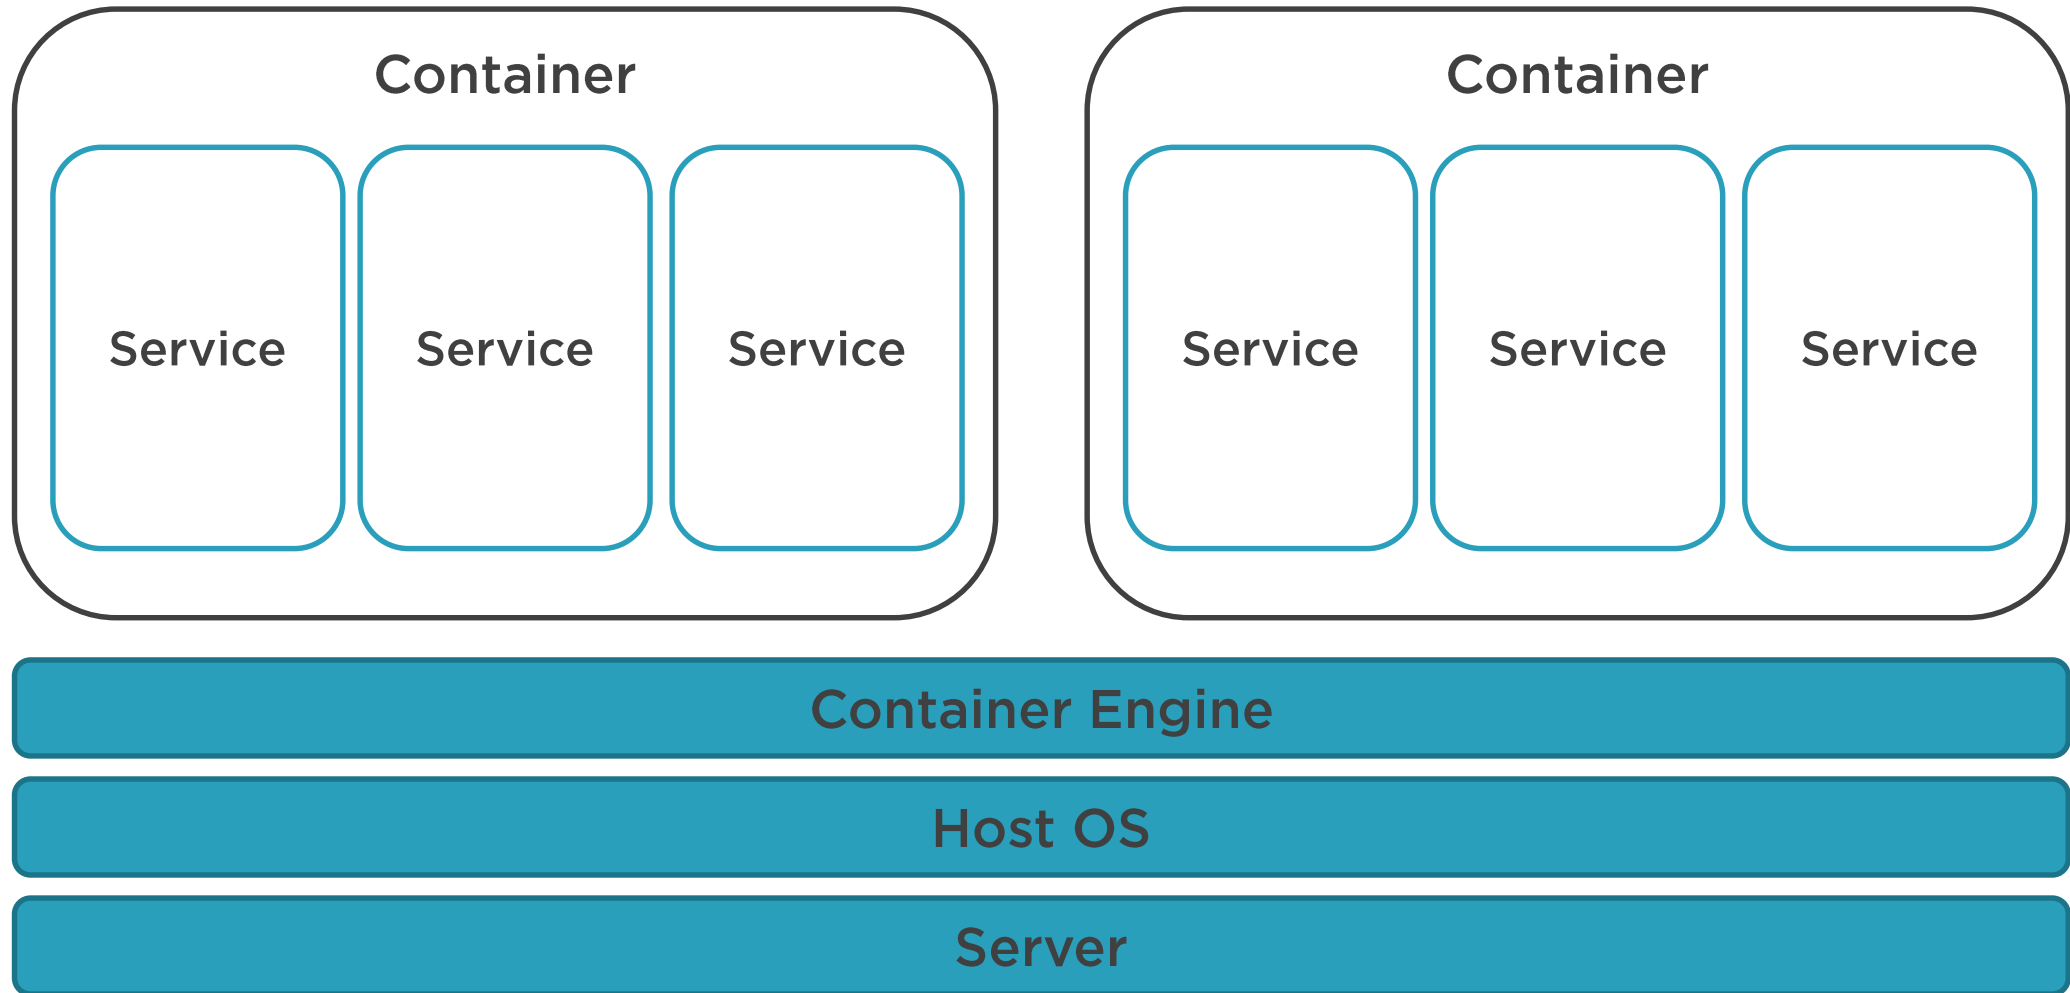 Container
Container
Service
Service
Service
Service
Service
Service
Container Engine
Host OS
Server